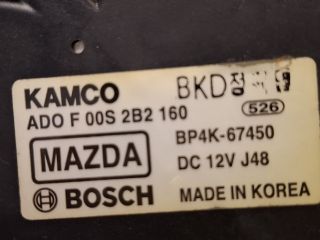 KAMCO BKD
ADO F 00S 2B2 160 526
MAZDA BP4K-67450
DC 12V J48
BOSCH MADE IN KOREA